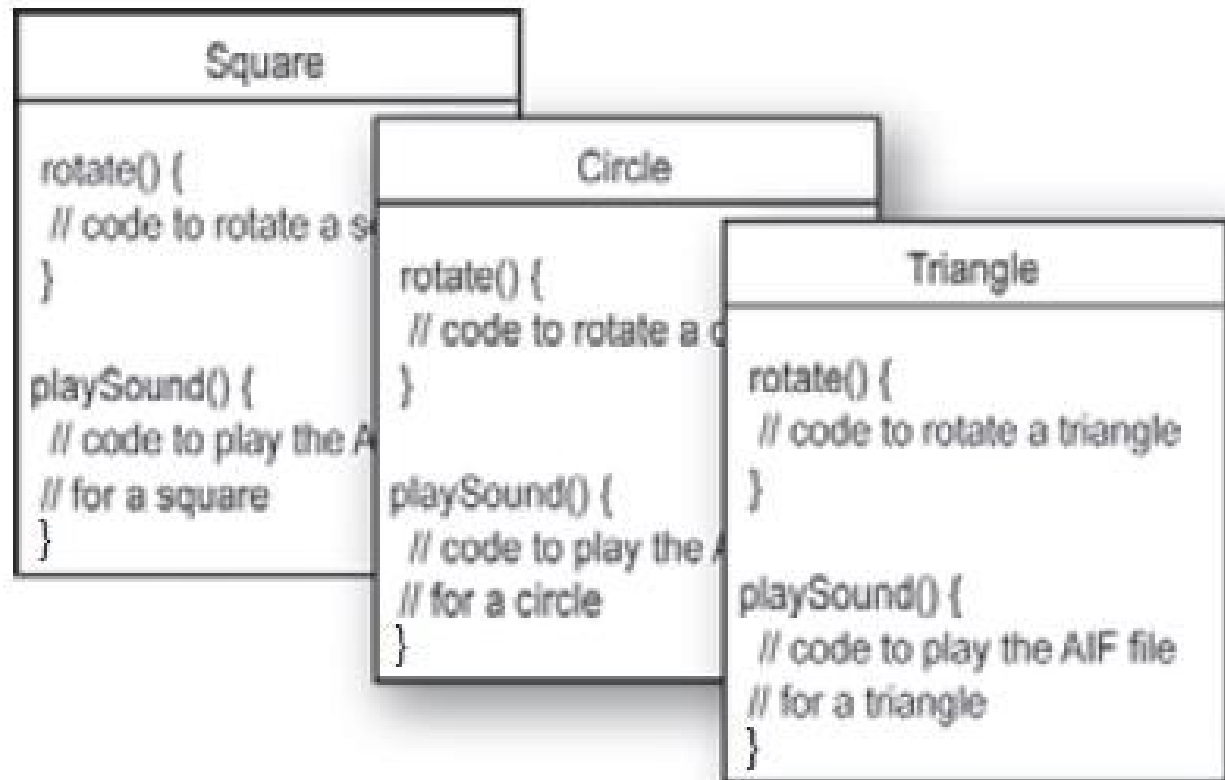 Square
rotate() {
// code to rotate a
}
playSound() {
// code to play the
// for a square
}
Circle
rotate() {
// code to rotate a
}
playSound() {
// code to play the
// for a circle
}
Triangle
rotate() {
// code to rotate a triangle
}
playSound() {
// code to play the AIF file
// for a triangle
}